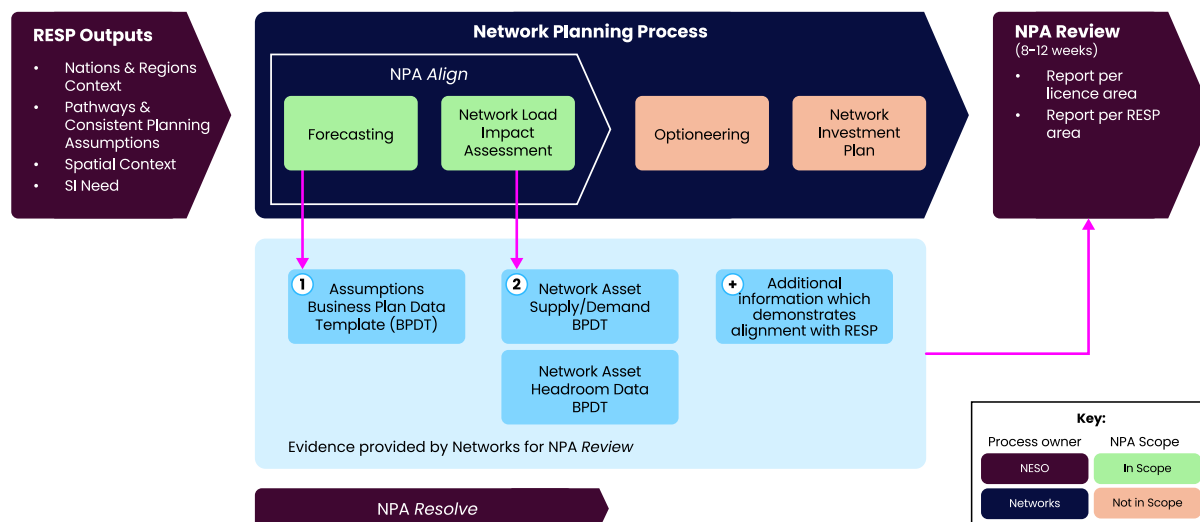 RESP Outputs
• Nations & Regions
Context
• Pathways &
Consistent Planning
Assumptions
• Spatial Context
• SI Need
Network Planning Process
NPA Align
Forecasting
Network Load
Impact
Assessment
Optioneering
Network
Investment
Plan
NPA Review
(8-12 weeks)
• Report per
licence area
• Report per RESP
area
1
Assumptions
Business Plan Data
Template (BPDT)
2
Network Asset
Supply/Demand
BPDT
Network Asset
Headroom Data
BPDT
+
Additional
information which
demonstrates
alignment with RESP
Evidence provided by Networks for NPA Review
NPA Resolve
Key:
Process owner
NPA Scope
NESO
In Scope
Networks
Not in Scope